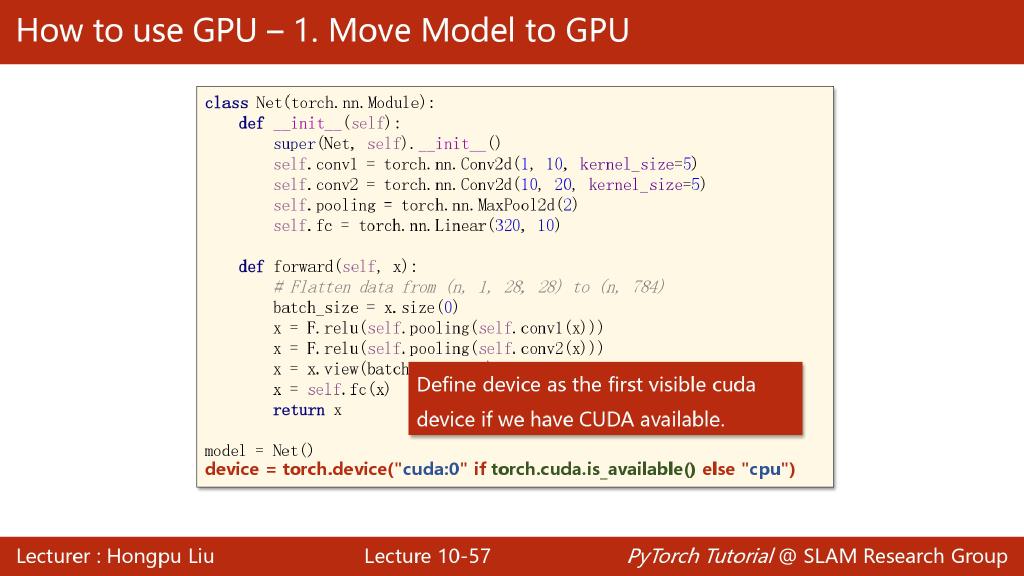 How to use GPU – 1. Move Model to GPU
class Net(torch.nn.Module):
def __init__(self):
super(Net, self).__init__()
self.conv1 = torch.nn.Conv2d(1, 10, kernel_size=5)
self.conv2 = torch.nn.Conv2d(10, 20, kernel_size=5)
self.pooling = torch.nn.MaxPool2d(2)
self.fc = torch.nn.Linear(320, 10)
def forward(self, x):
# Flatten data from (n, 1, 28, 28) to (n, 784)
batch_size = x.size(0)
x = F.relu(self.pooling(self.conv1(x)))
x = F.relu(self.pooling(self.conv2(x)))
x = x.view(batch
x = self.fc(x)
return x
Define device as the first visible cuda
device if we have CUDA available.
model = Net()
device = torch.device("cuda:0" if torch.cuda.is_available() else "cpu")
Lecturer : Hongpu Liu
Lecture 10-57
PyTorch Tutorial @ SLAM Research Group